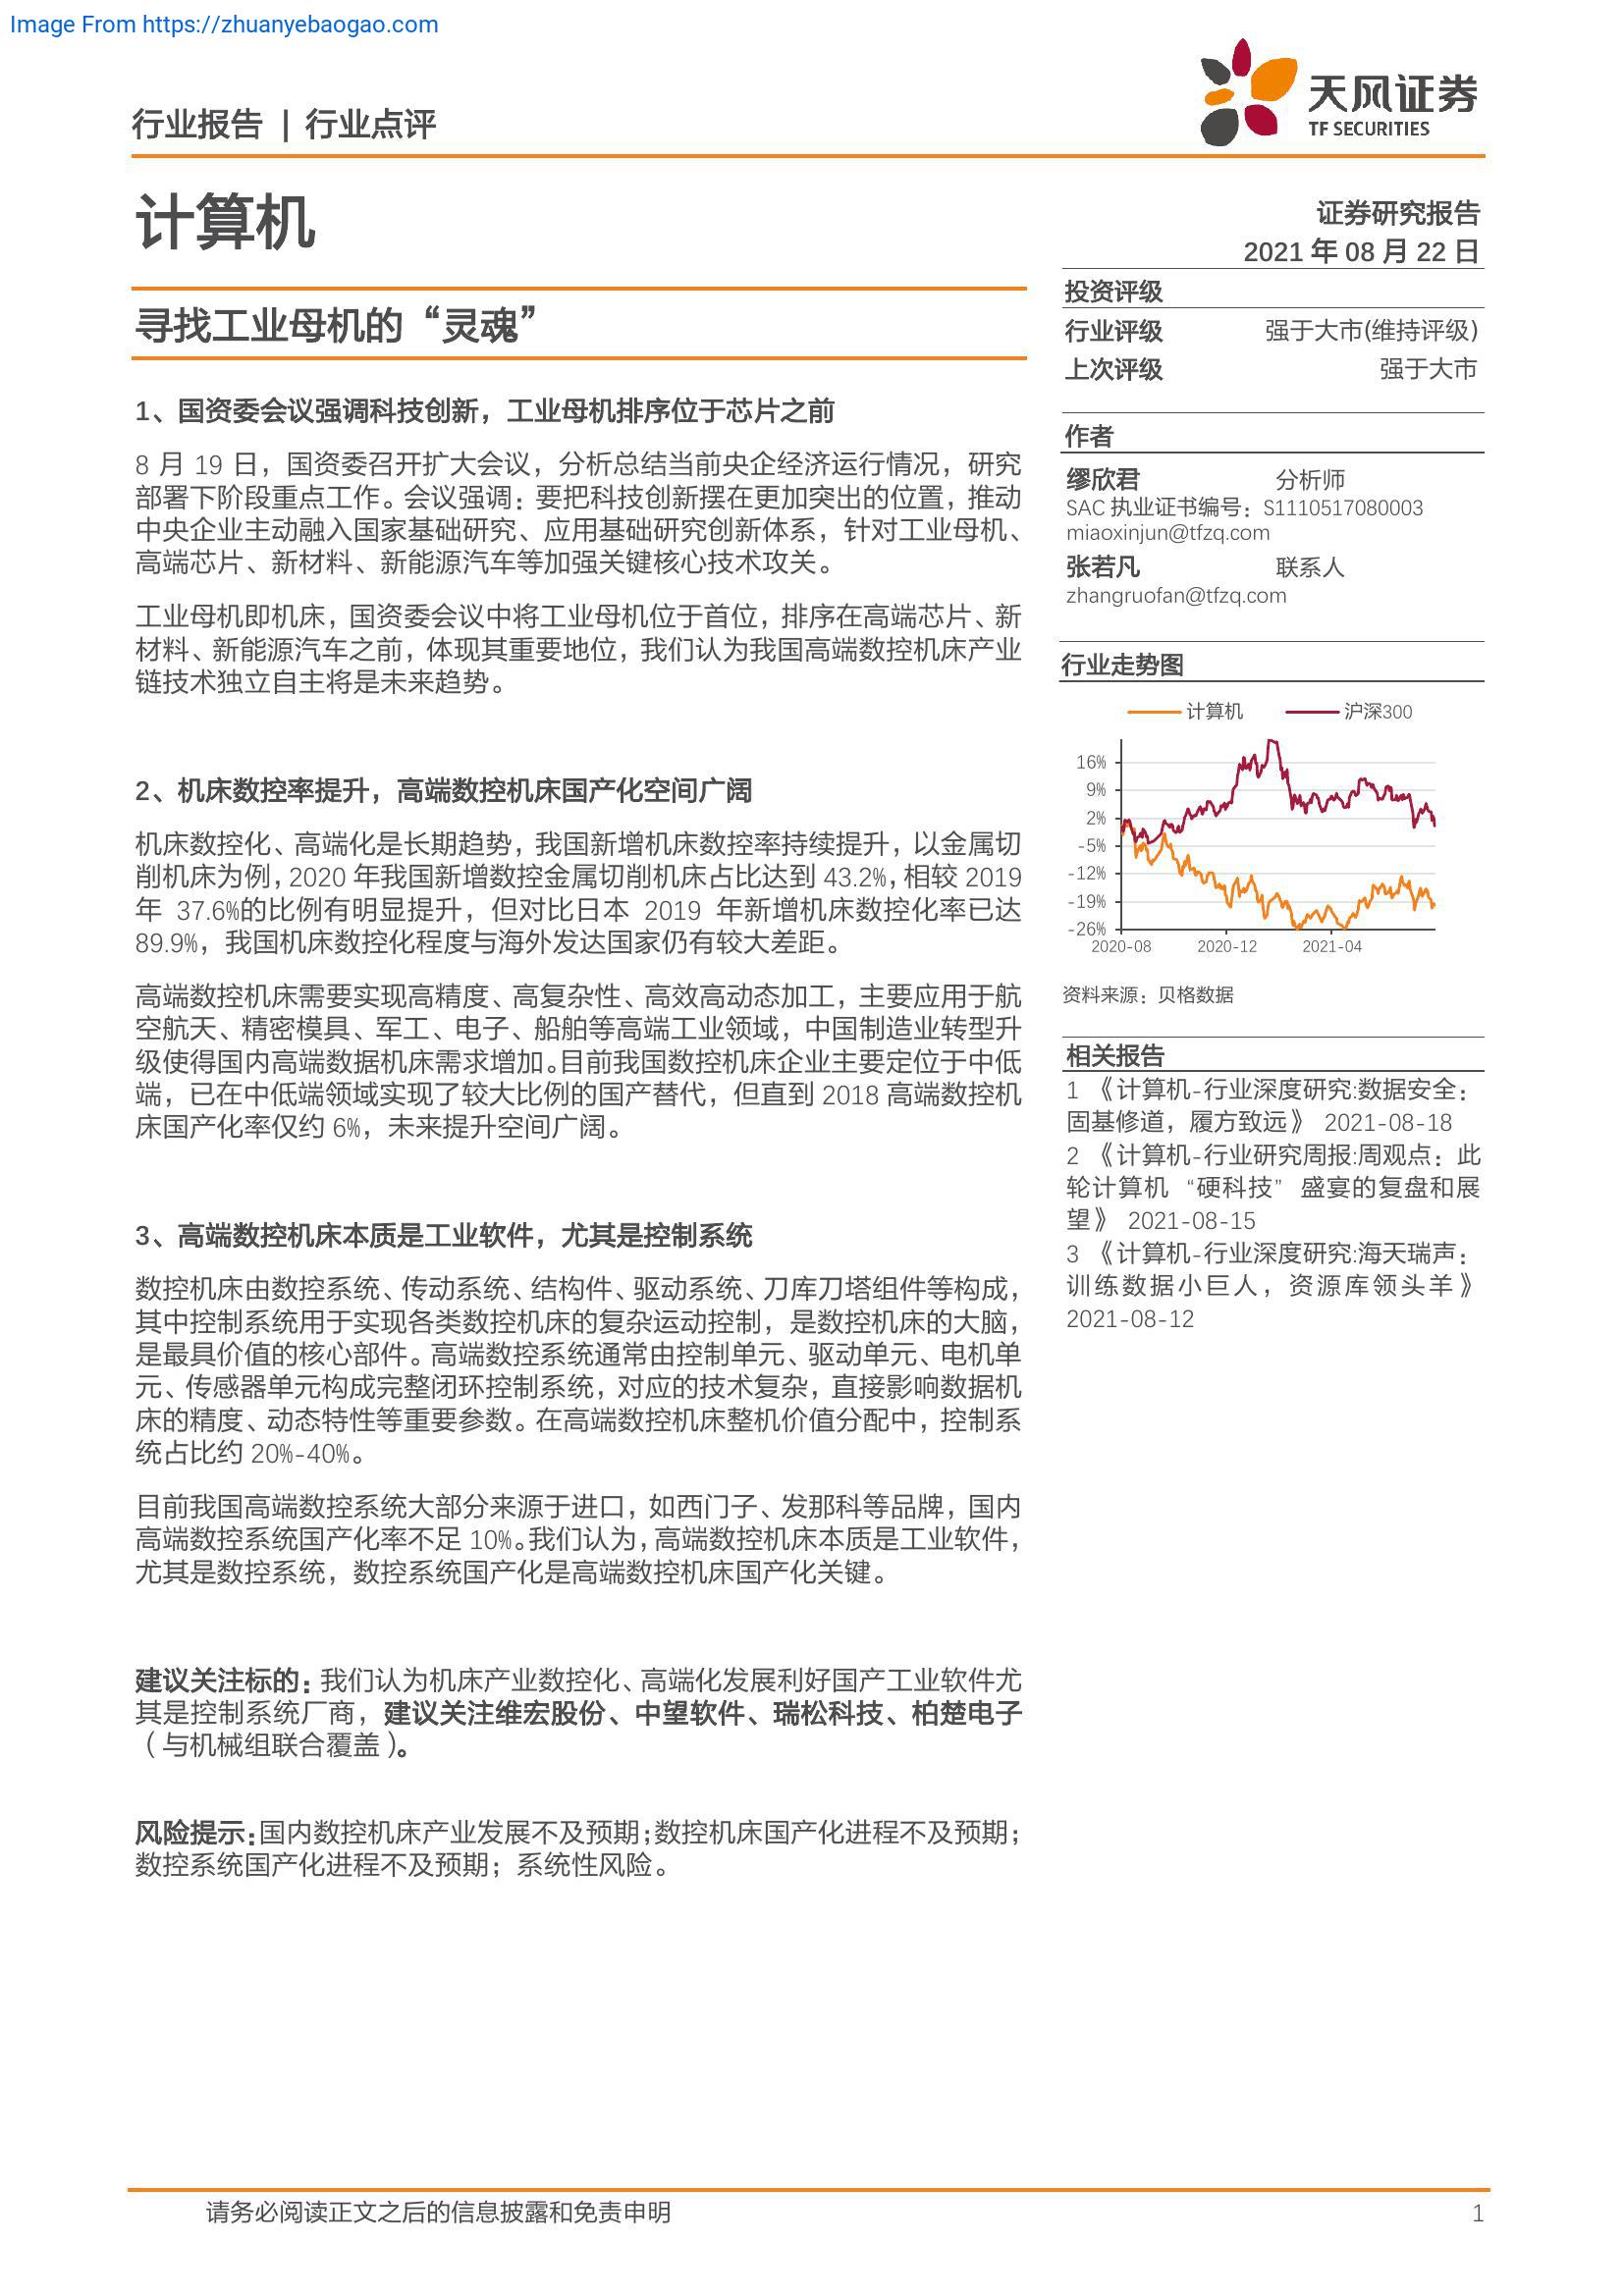 Image From https://zhuanyebaogao.com
行业报告 | 行业点评
天风证券
TF SECURITIES
计算机
证券研究报告
2021 年 08 月 22 日
寻找工业母机的“灵魂”
投资评级
行业评级 强于大市(维持评级)
上次评级 强于大市
1、国资委会议强调科技创新，工业母机排序位于芯片之前
8 月 19 日，国资委召开扩大会议，分析总结当前央企经济运行情况，研究
部署下阶段重点工作。会议强调：要把科技创新摆在更加突出的位置，推动
中央企业主动融入国家基础研究、应用基础研究创新体系，针对工业母机、
高端芯片、新材料、新能源汽车等加强关键核心技术攻关。
工业母机即机床，国资委会议中将工业母机位于首位，排序在高端芯片、新
材料、新能源汽车之前，体现其重要地位，我们认为我国高端数控机床产业
链技术独立自主将是未来趋势。
2、机床数控率提升，高端数控机床国产化空间广阔
机床数控化、高端化是长期趋势，我国新增机床数控率持续提升，以金属切
削机床为例，2020 年我国新增数控金属切削机床占比达到 43.2%，相较 2019
年 37.6%的比例有明显提升，但对比日本 2019 年新增机床数控化率已达
89.9%，我国机床数控化程度与海外发达国家仍有较大差距。
高端数控机床需要实现高精度、高复杂性、高效高动态加工，主要应用于航
空航天、精密模具、军工、电子、船舶等高端工业领域，中国制造业转型升
级使得国内高端数据机床需求增加。目前我国数控机床企业主要定位于中低
端，已在中低端领域实现了较大比例的国产替代，但直到 2018 高端数控机
床国产化率仅约 6%，未来提升空间广阔。
3、高端数控机床本质是工业软件，尤其是控制系统
数控机床由数控系统、传动系统、结构件、驱动系统、刀库刀塔组件等构成，
其中控制系统用于实现各类数控机床的复杂运动控制，是数控机床的大脑，
是最具价值的核心部件。高端数控系统通常由控制单元、驱动单元、电机单
元、传感器单元构成完整闭环控制系统，对应的技术复杂，直接影响数据机
床的精度、动态特性等重要参数。在高端数控机床整机价值分配中，控制系
统占比约 20%-40%。
目前我国高端数控系统大部分来源于进口，如西门子、发那科等品牌，国内
高端数控系统国产化率不足 10%。我们认为，高端数控机床本质是工业软件，
尤其是数控系统，数控系统国产化是高端数控机床国产化关键。
建议关注标的：我们认为机床产业数控化、高端化发展利好国产工业软件尤
其是控制系统厂商，建议关注维宏股份、中望软件、瑞松科技、柏楚电子
（与机械组联合覆盖）。
风险提示：国内数控机床产业发展不及预期；数控机床国产化进程不及预期；
数控系统国产化进程不及预期；系统性风险。
作者
缪欣君 分析师
SAC 执业证书编号：S1110517080003
miaoxinjun@tfzq.com
张若凡 联系人
zhangruofan@tfzq.com
行业走势图
计算机 沪深300
16%
9%
2%
-5%
-12%
-19%
-26%
2020-08 2020-12 2021-04
资料来源：贝格数据
相关报告
1 《计算机-行业深度研究:数据安全：
固基修道，履方致远》 2021-08-18
2 《计算机-行业研究周报:周观点：此
轮计算机 “硬科技” 盛宴的复盘和展
望》 2021-08-15
3 《计算机-行业深度研究:海天瑞声：
训练数据小巨人，资源库领头羊》
2021-08-12
请务必阅读正文之后的信息披露和免责申明 1